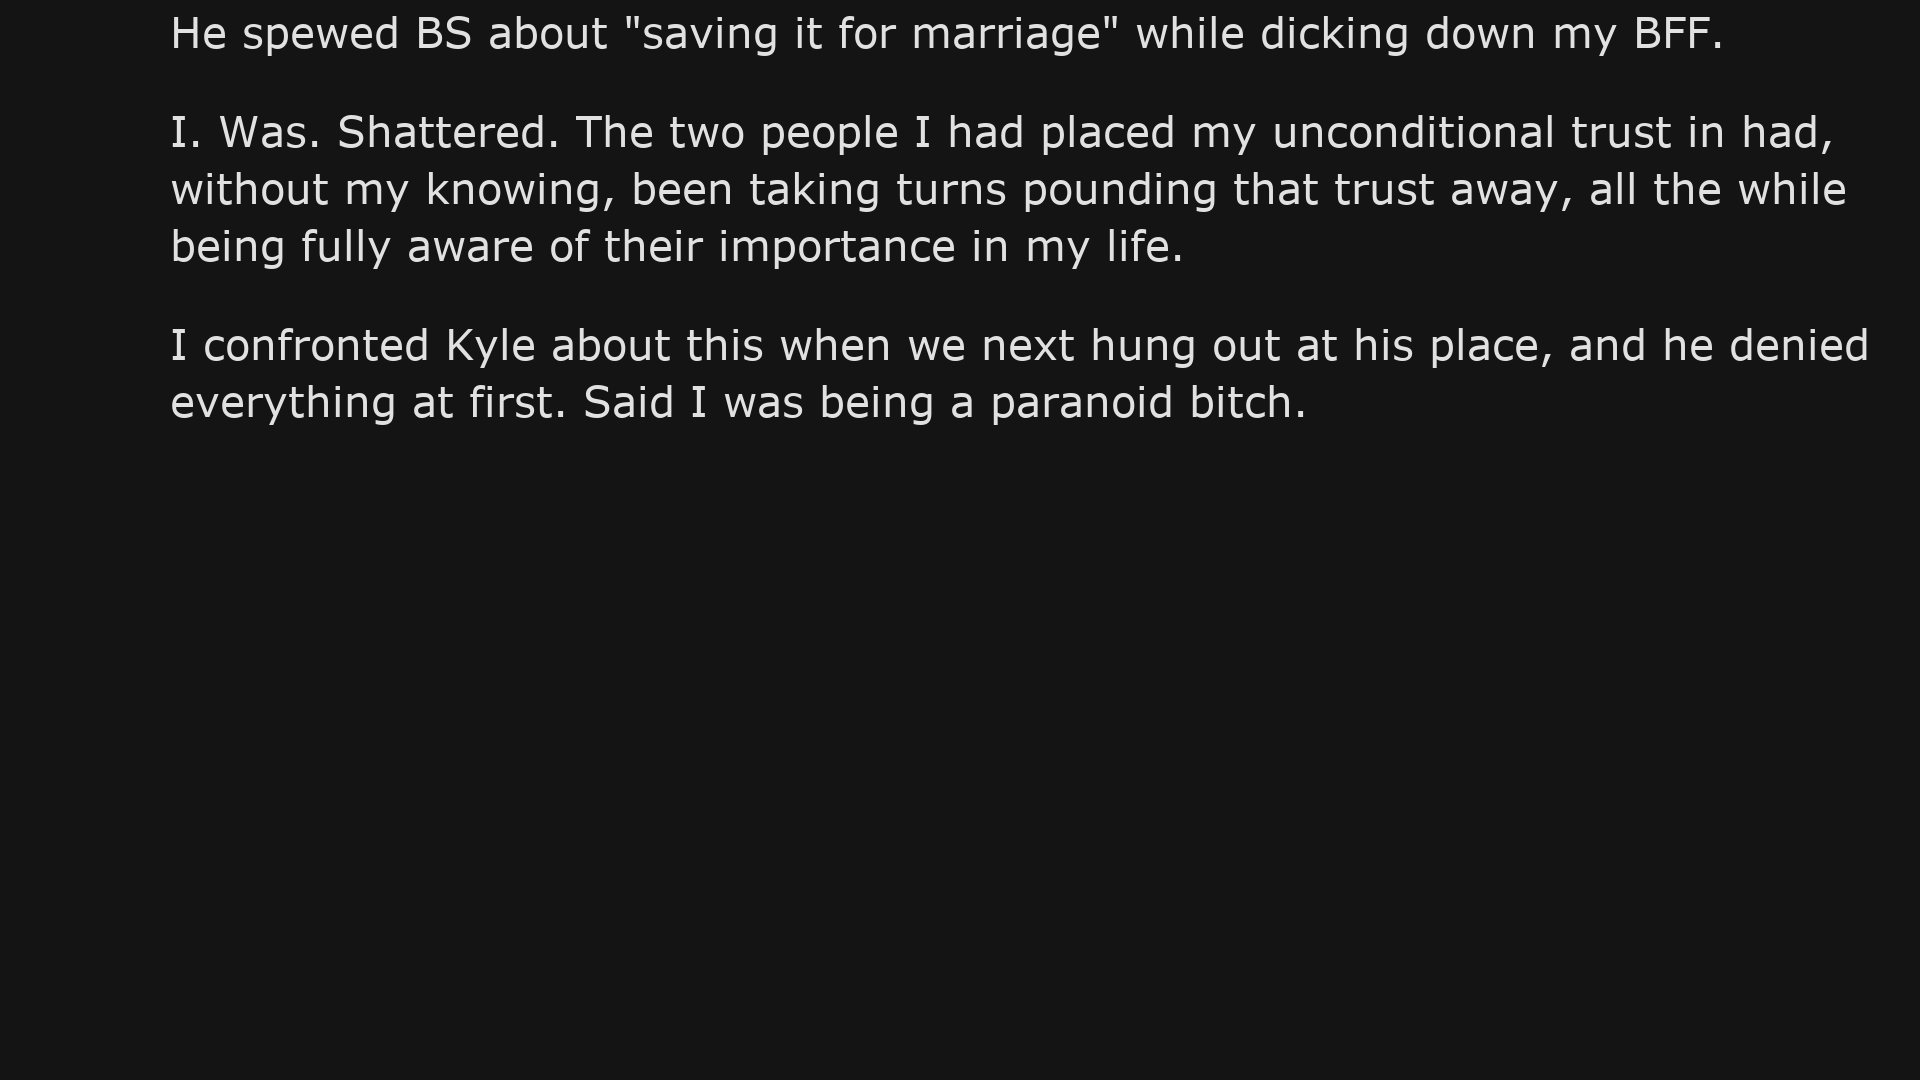 He spewed BS about "saving it for marriage" while dicking down my BFF.
I. Was. Shattered. The two people I had placed my unconditional trust in had,
without my knowing, been taking turns pounding that trust away, all the while
being fully aware of their importance in my life.
I confronted Kyle about this when we next hung out at his place, and he denied
everything at first. Said I was being a paranoid bitch.